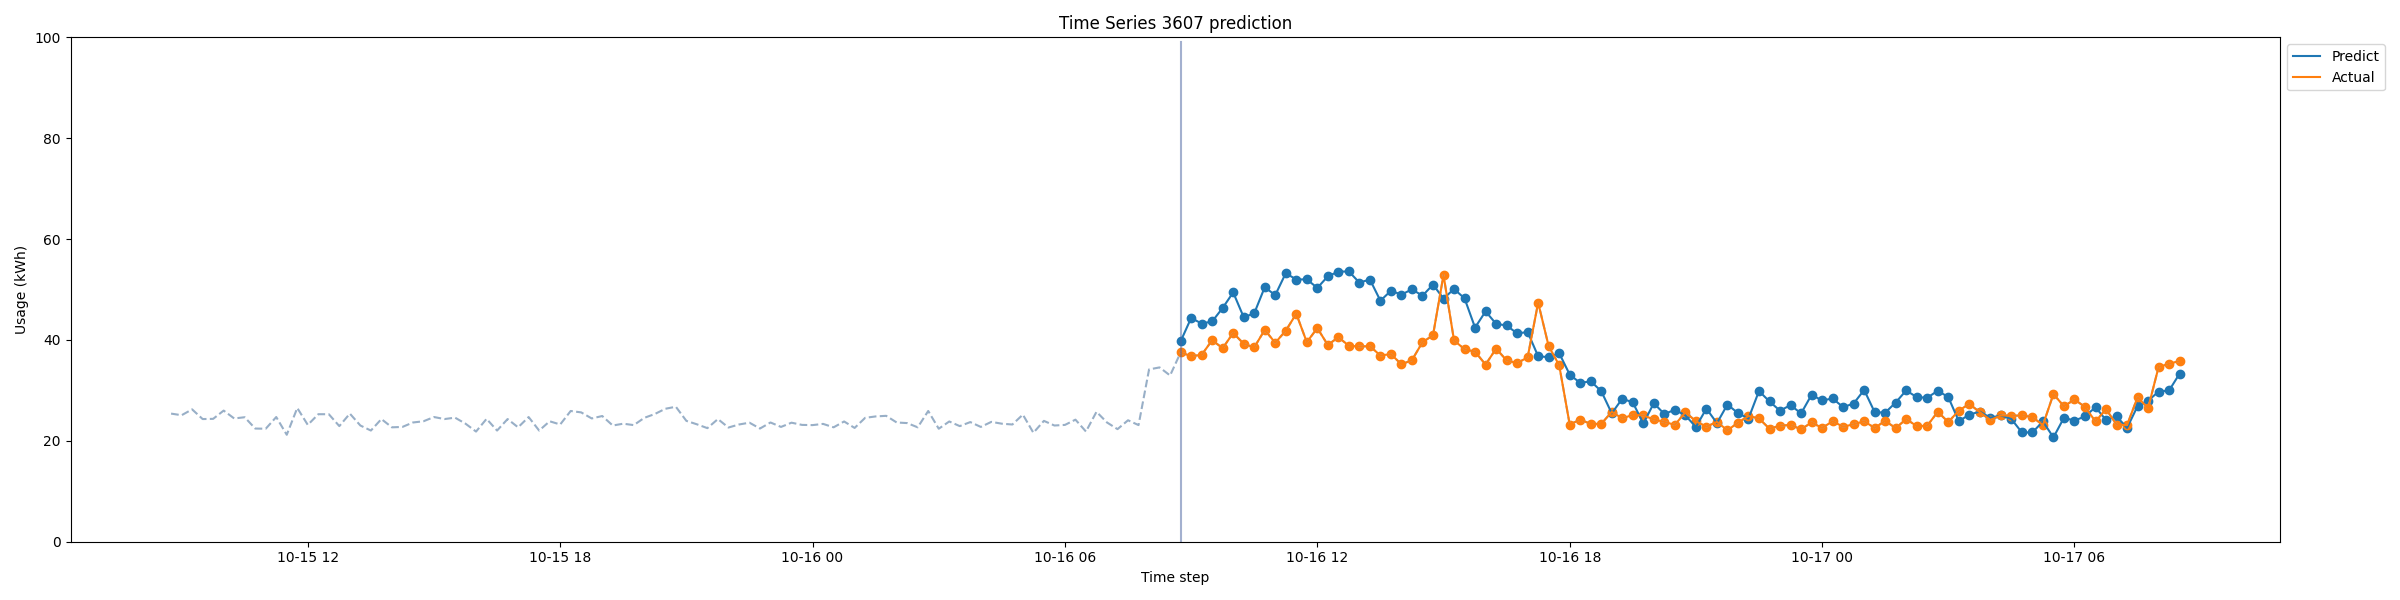 Time Series 3607 prediction
Predict
Actual
Usage (kWh)
100
80
60
40
20
0
10-15 12
10-15 18
10-16 00
10-16 06
10-16 12
10-16 18
10-17 00
10-17 06
Time step